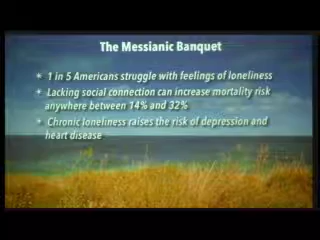 The Messianic Banquet
* 1 in 5 Americans struggle with feelings of loneliness
* Lacking social connection can increase mortality risk
anywhere between 14% and 32%
* Chronic loneliness raises the risk of depression and
heart disease